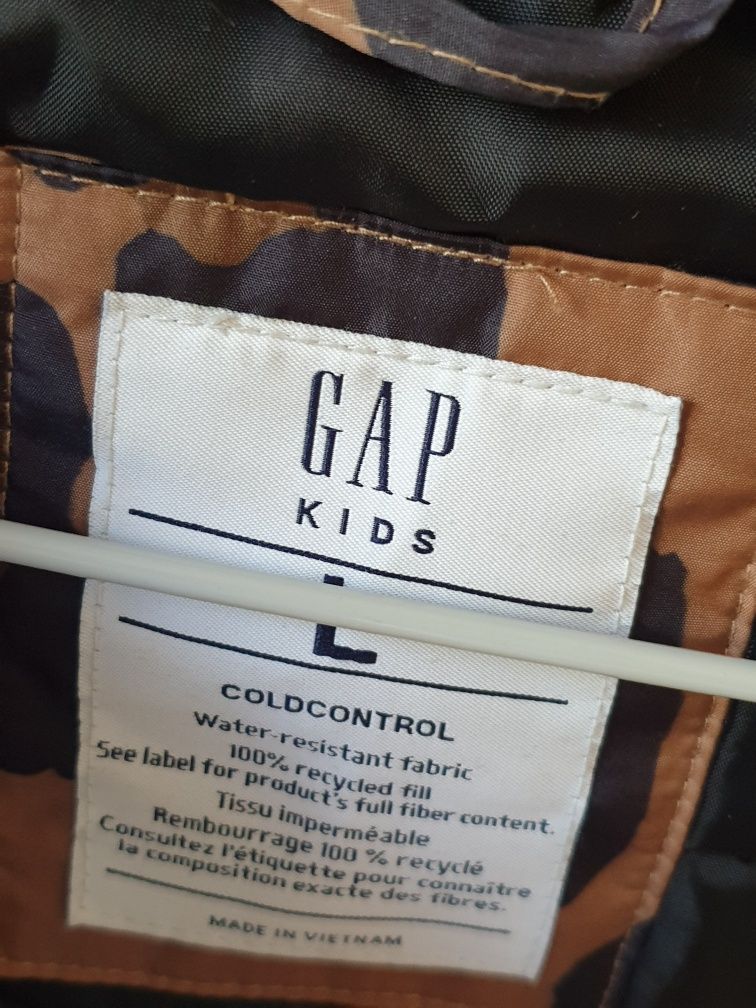 GAP
KIDS
L
COLDCONTROL
Water-resistant fabric
100% recycled fill
See label for product's full fiber content.
Tissu imperméable
Rembourrage 100 % recyclé
Consultez l'étiquette pour connaître
la composition exacte des fibres.
MADE IN VIETNAM